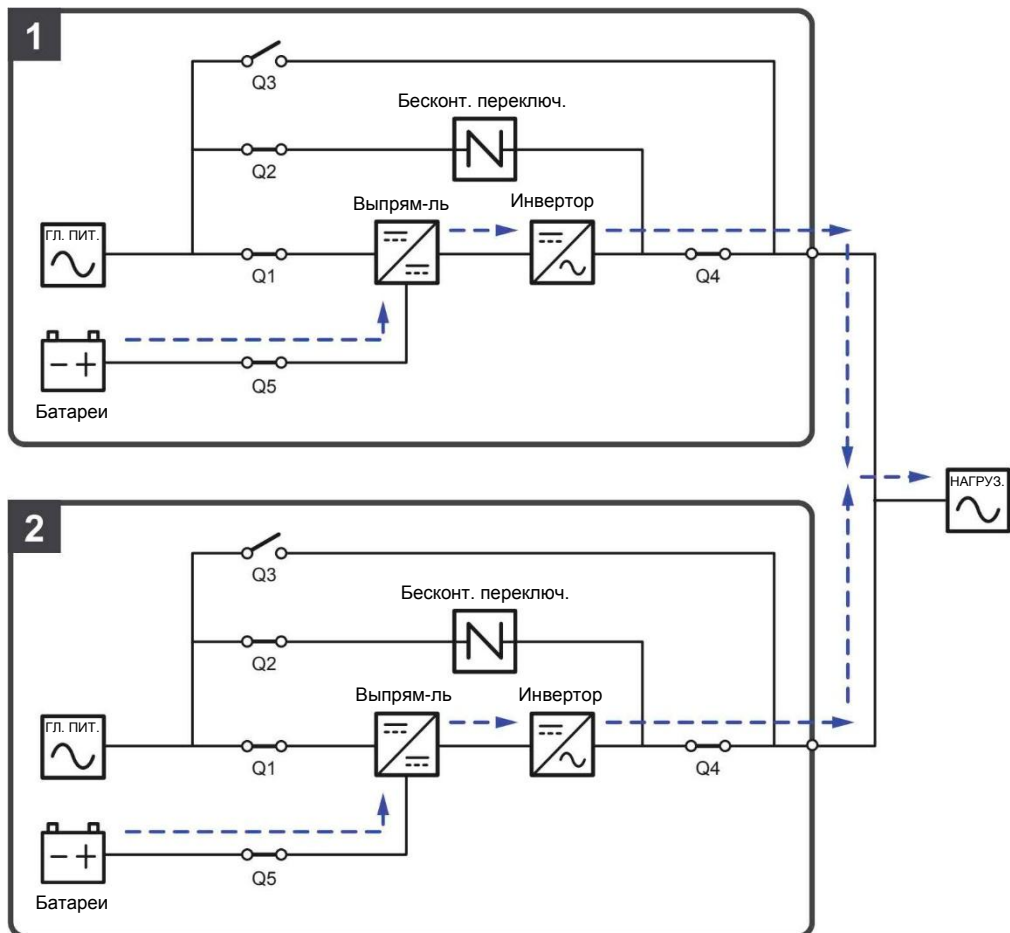 1
Q3
Бесконт. переключ.
Q2
Выпрям-ль
Инвертор
ГЛ. ПИТ.
Q1
Q4
Q5
Батареи
НАГРУЗ.
2
Q3
Бесконт. переключ.
Q2
Выпрям-ль
Инвертор
ГЛ. ПИТ.
Q1
Q4
Q5
Батареи